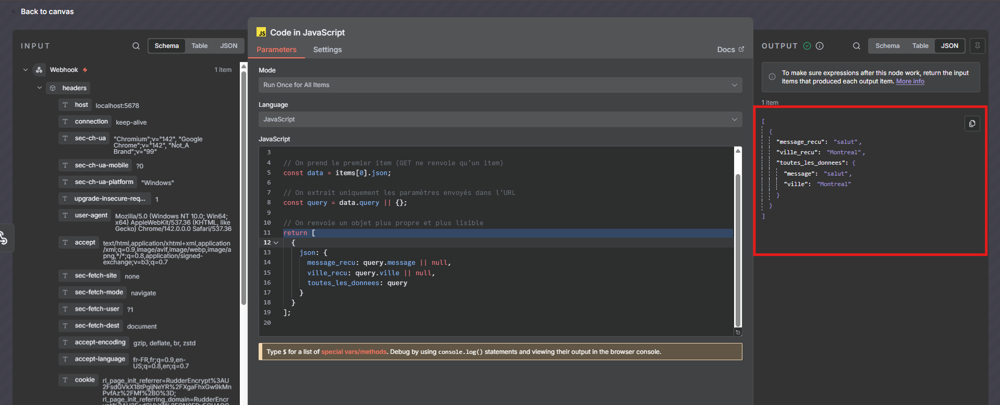 Back to canvas
INPUT
Schema
Table
JSON
Webhook
1 item
headers
host
localhost:5678
connection
keep-alive
sec-ch-ua
"Chromium";v="142", "Google
Chrome";v="142", "Not_A
Brand";v="99"
sec-ch-ua-mobile
?0
sec-ch-ua-platform
"Windows"
upgrade-insecure-req...
1
user-agent
Mozilla/5.0 (Windows NT 10.0; Win64;
x64) AppleWebKit/537.36 (KHTML, like
Gecko) Chrome/142.0.0.0 Safari/537.36
accept
text/html,application/xhtml+xml,application
/xml;q=0.9,image/avif,image/webp,image/a
png,*/*;q=0.8,application/signed-
exchange;v=b3;q=0.7
sec-fetch-site
none
sec-fetch-mode
navigate
sec-fetch-user
?1
sec-fetch-dest
document
accept-encoding
gzip, deflate, br, zstd
accept-language
fr-FR,fr;q=0.9,en-
US;q=0.8,en;q=0.7
cookie
rl_page_init_referrer=RudderEncrypt%3AU
2FsdGVkX18tPgijNeYR%2FXgaFhxGw9kMn
PvfAz%2FMf%2B0%3D;
rl_page_init_referring_domain=RudderEncr
JS Code in JavaScript
Parameters
Settings
Docs
Mode
Run Once for All Items
Language
JavaScript
JavaScript
3
4 // On prend le premier item (GET ne renvoie qu’un item)
5 const data = items[0].json;
6
7 // On extrait uniquement les paramètres envoyés dans l’URL
8 const query = data.query || {};
9
10 // On renvoie un objet plus propre et plus lisible
11 return [
12 {
13 json: {
14 message_recu: query.message || null,
15 ville_recu: query.ville || null,
16 toutes_les_donnees: query
17 }
18 }
19 ];
20
Type $ for a list of special vars/methods. Debug by using console.log() statements and viewing their output in the browser console.
OUTPUT
Schema
Table
JSON
To make sure expressions after this node work, return the input
items that produced each output item. More info
1 item
[
{
"message_recu": "salut",
"ville_recu": "Montreal",
"toutes_les_donnees": {
"message": "salut",
"ville": "Montreal"
}
}
]